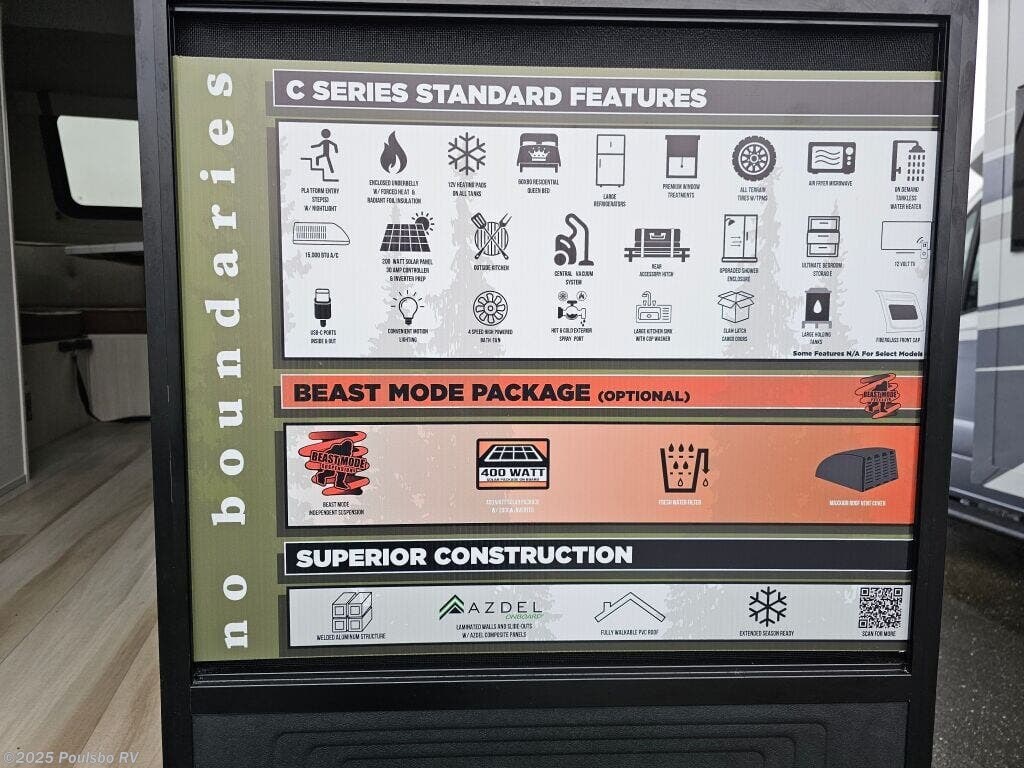 no boundaries
C SERIES STANDARD FEATURES
PLATFORM ENTRY
STEP(S)
W/ NIGHTLIGHT
ENCLOSED UNDERBELLY
W/ FORCED HEAT &
RADIANT FOIL INSULATION
12V HEATING PADS
ON ALL TANKS
60X80 RESIDENTIAL
QUEEN BED
LARGE
REFRIGERATORS
PREMIUM WINDOW
TREATMENTS
ALL TERRAIN
TIRES W/TPMS
AIR FRYER MICROWAVE
ON DEMAND
TANKLESS
WATER HEATER
15,000 BTU A/C
200 WATT SOLAR PANEL
30 AMP CONTROLLER
& INVERTER PREP
OUTSIDE KITCHEN
CENTRAL VACUUM
SYSTEM
REAR
ACCESSORY HITCH
UPGRADED SHOWER
ENCLOSURE
ULTIMATE BEDROOM
STORAGE
12 VOLT TV
USB-C PORTS
INSIDE & OUT
CONVENIENT MOTION
LIGHTING
4 SPEED HIGH POWERED
BATH FAN
HOT & COLD EXTERIOR
SPRAY PORT
LARGE KITCHEN SINK
WITH CUP WASHER
SLAM LATCH
CARGO DOORS
LARGE HOLDING
TANKS
FIBERGLASS FRONT CAP
Some Features N/A For Select Models
BEAST MODE PACKAGE (OPTIONAL)
BEAST MODE
BEAST MODE
SUSPENSION
400 WATT
SOLAR PACKAGE ON BOARD
BEAST MODE
INDEPENDENT SUSPENSION
FRESH WATER FILTER
MAXXAIR ROOF VENT COVER
SUPERIOR CONSTRUCTION
AZDEL
ONBOARD
WELDED ALUMINUM STRUCTURE
LAMINATED WALLS AND SLIDE-OUTS
W/ AZDEL COMPOSITE PANELS
FULLY WALKABLE PVC ROOF
EXTENDED SEASON READY
SCAN FOR MORE
©2025 Poulsbo RV